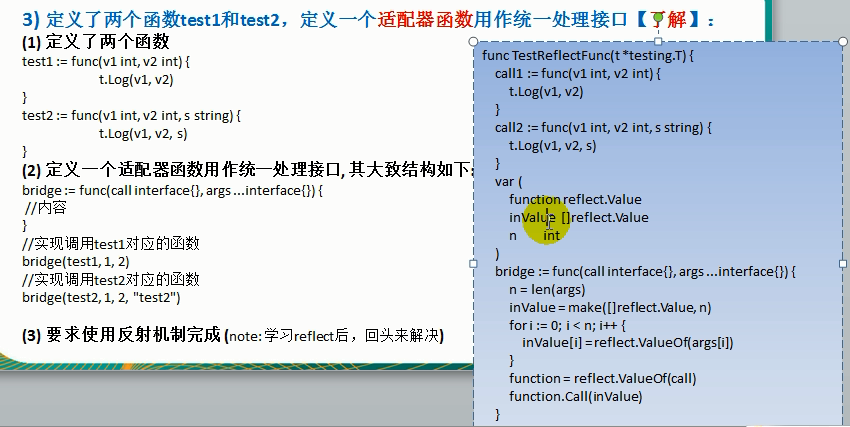 3) 定义了两个函数test1和test2，定义一个适配器函数用作统一处理接口【了解】：
(1) 定义了两个函数
test1 := func(v1 int, v2 int) {
t.Log(v1, v2)
}
test2 := func(v1 int, v2 int, s string) {
t.Log(v1, v2, s)
}
(2) 定义一个适配器函数用作统一处理接口, 其大致结构如下:
bridge := func(call interface{}, args ...interface{}) {
//内容
}
//实现调用test1对应的函数
bridge(test1, 1, 2)
//实现调用test2对应的函数
bridge(test2, 1, 2, "test2")
(3) 要求使用反射机制完成 (note: 学习reflect后，回头来解决)
func TestReflectFunc(t *testing.T) {
call1 := func(v1 int, v2 int) {
t.Log(v1, v2)
}
call2 := func(v1 int, v2 int, s string) {
t.Log(v1, v2, s)
}
var (
function reflect.Value
inValue []reflect.Value
n int
)
bridge := func(call interface{}, args ...interface{}) {
n = len(args)
inValue = make([]reflect.Value, n)
for i := 0; i < n; i++ {
inValue[i] = reflect.ValueOf(args[i])
}
function = reflect.ValueOf(call)
function.Call(inValue)
}